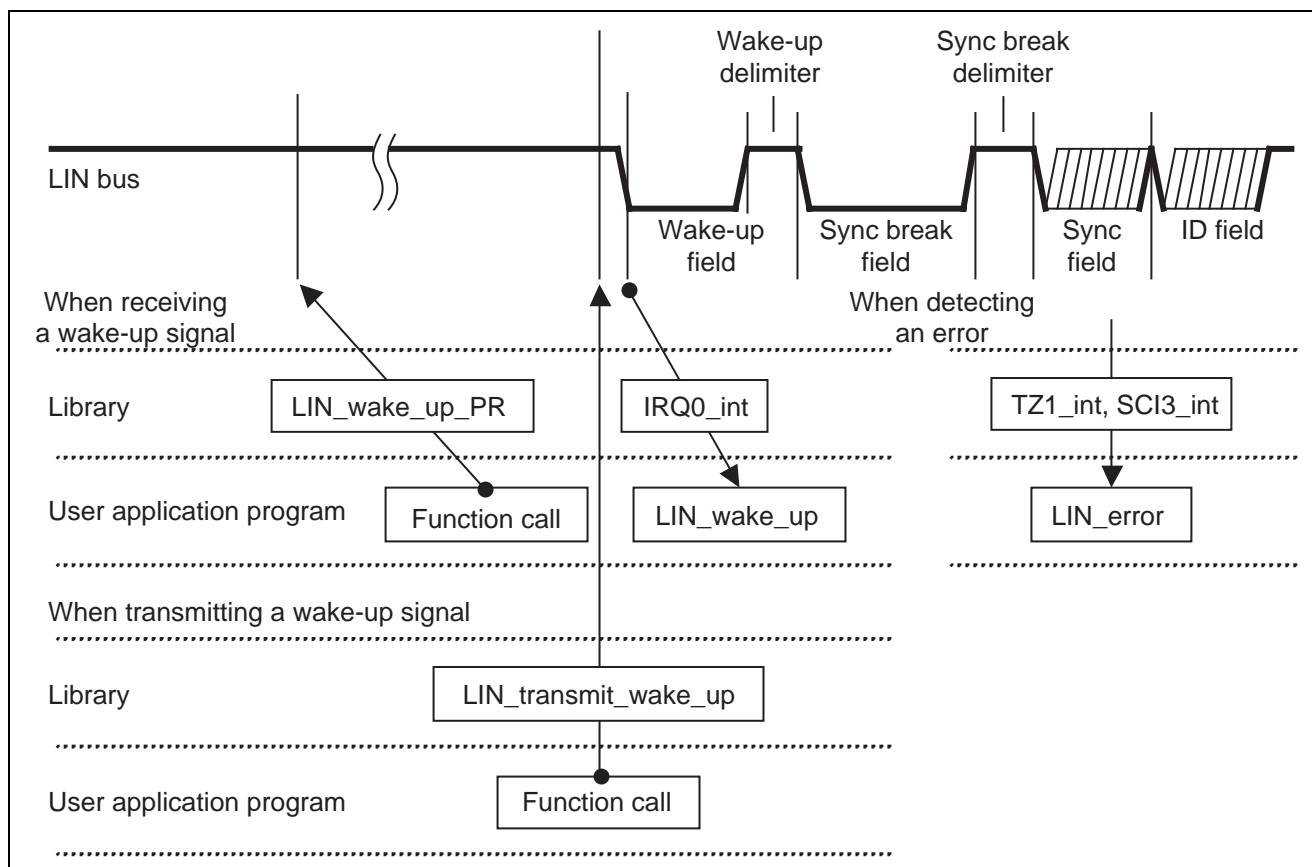 Wake-up
delimiter
Sync break
delimiter
LIN bus
Wake-up
field
Sync break
field
Sync
field
ID field
When receiving
a wake-up signal
When detecting
an error
Library
LIN_wake_up_PR
IRQ0_int
TZ1_int, SCI3_int
User application program
Function call
LIN_wake_up
LIN_error
When transmitting a wake-up signal
Library
LIN_transmit_wake_up
User application program
Function call